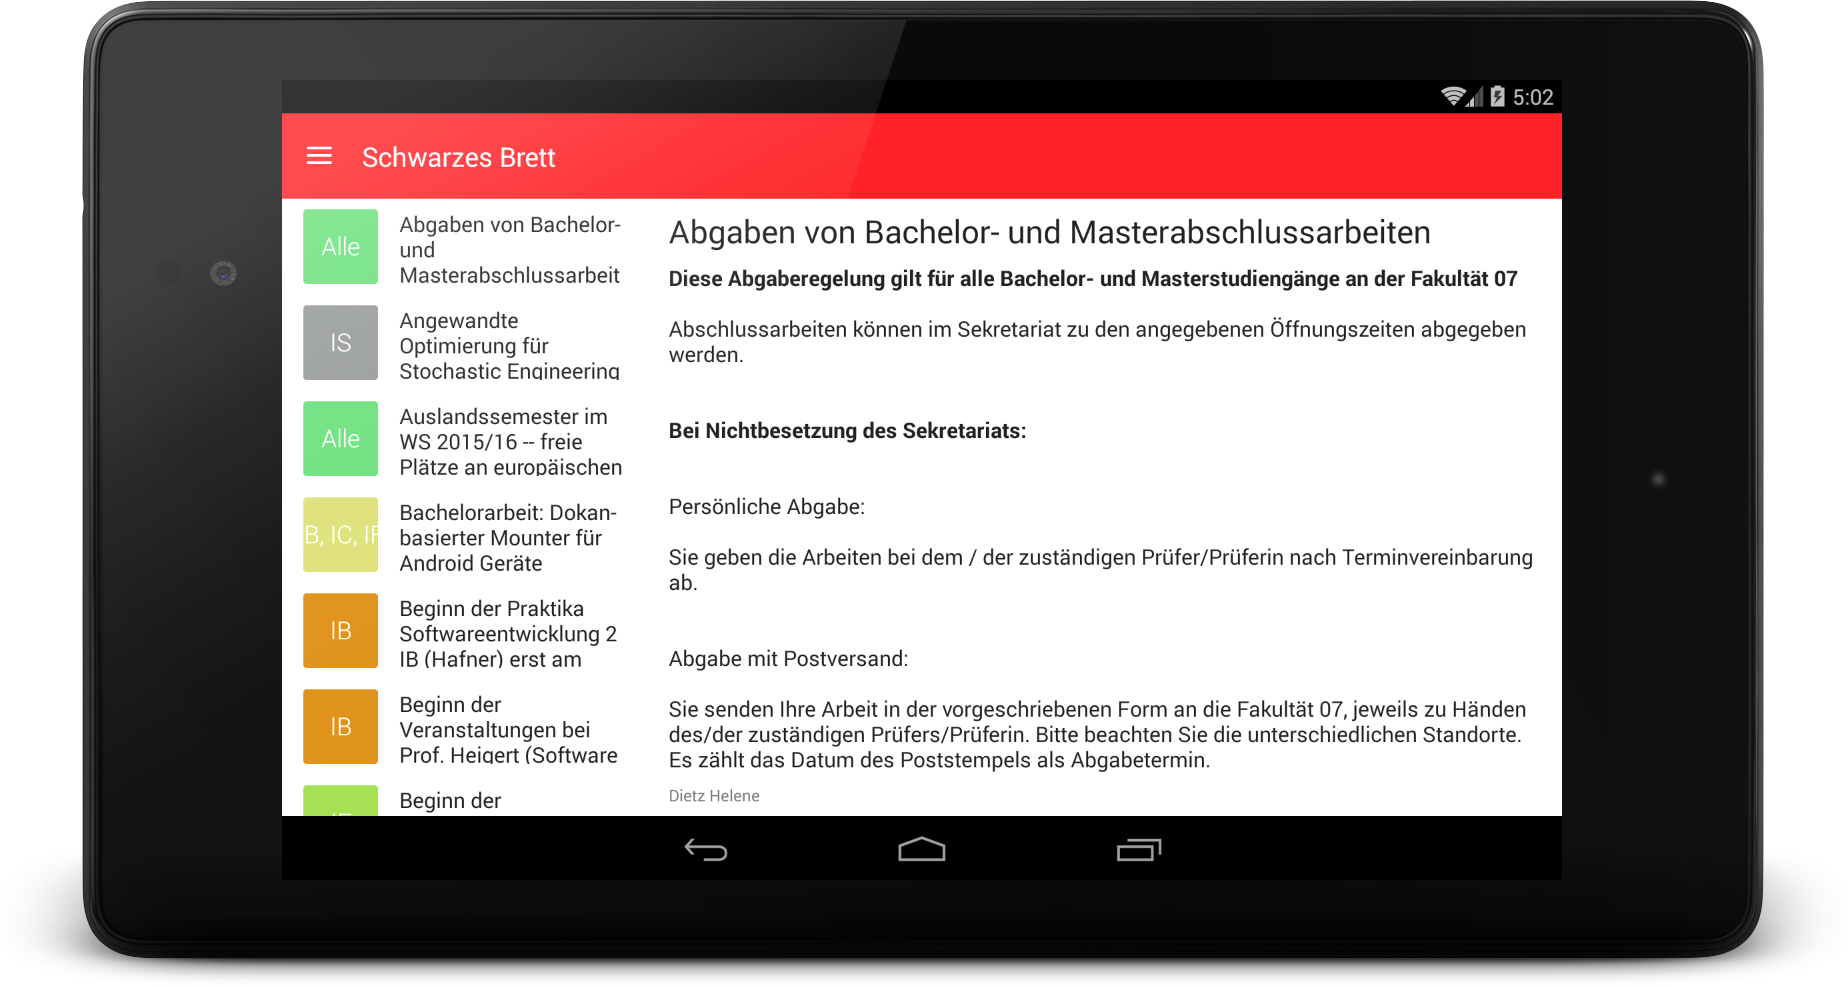 5:02
Schwarzes Brett
Alle
Abgaben von Bachelor-
und
Masterabschlussarbeit
IS
Angewandte
Optimierung für
Stochastic Engineering
Alle
Auslandssemester im
WS 2015/16 -- freie
Plätze an europäischen
B, IC, IF
Bachelorarbeit: Dokan-
basierter Mounter für
Android Geräte
IB
Beginn der Praktika
Softwareentwicklung 2
IB (Hafner) erst am
IB
Beginn der
Veranstaltungen bei
Prof. Heigert (Software
Beginn der
Abgaben von Bachelor- und Masterabschlussarbeiten
Diese Abgaberegelung gilt für alle Bachelor- und Masterstudiengänge an der Fakultät 07
Abschlussarbeiten können im Sekretariat zu den angegebenen Öffnungszeiten abgegeben
werden.
Bei Nichtbesetzung des Sekretariats:
Persönliche Abgabe:
Sie geben die Arbeiten bei dem / der zuständigen Prüfer/Prüferin nach Terminvereinbarung
ab.
Abgabe mit Postversand:
Sie senden Ihre Arbeit in der vorgeschriebenen Form an die Fakultät 07, jeweils zu Händen
des/der zuständigen Prüfers/Prüferin. Bitte beachten Sie die unterschiedlichen Standorte.
Es zählt das Datum des Poststempels als Abgabetermin.
Dietz Helene